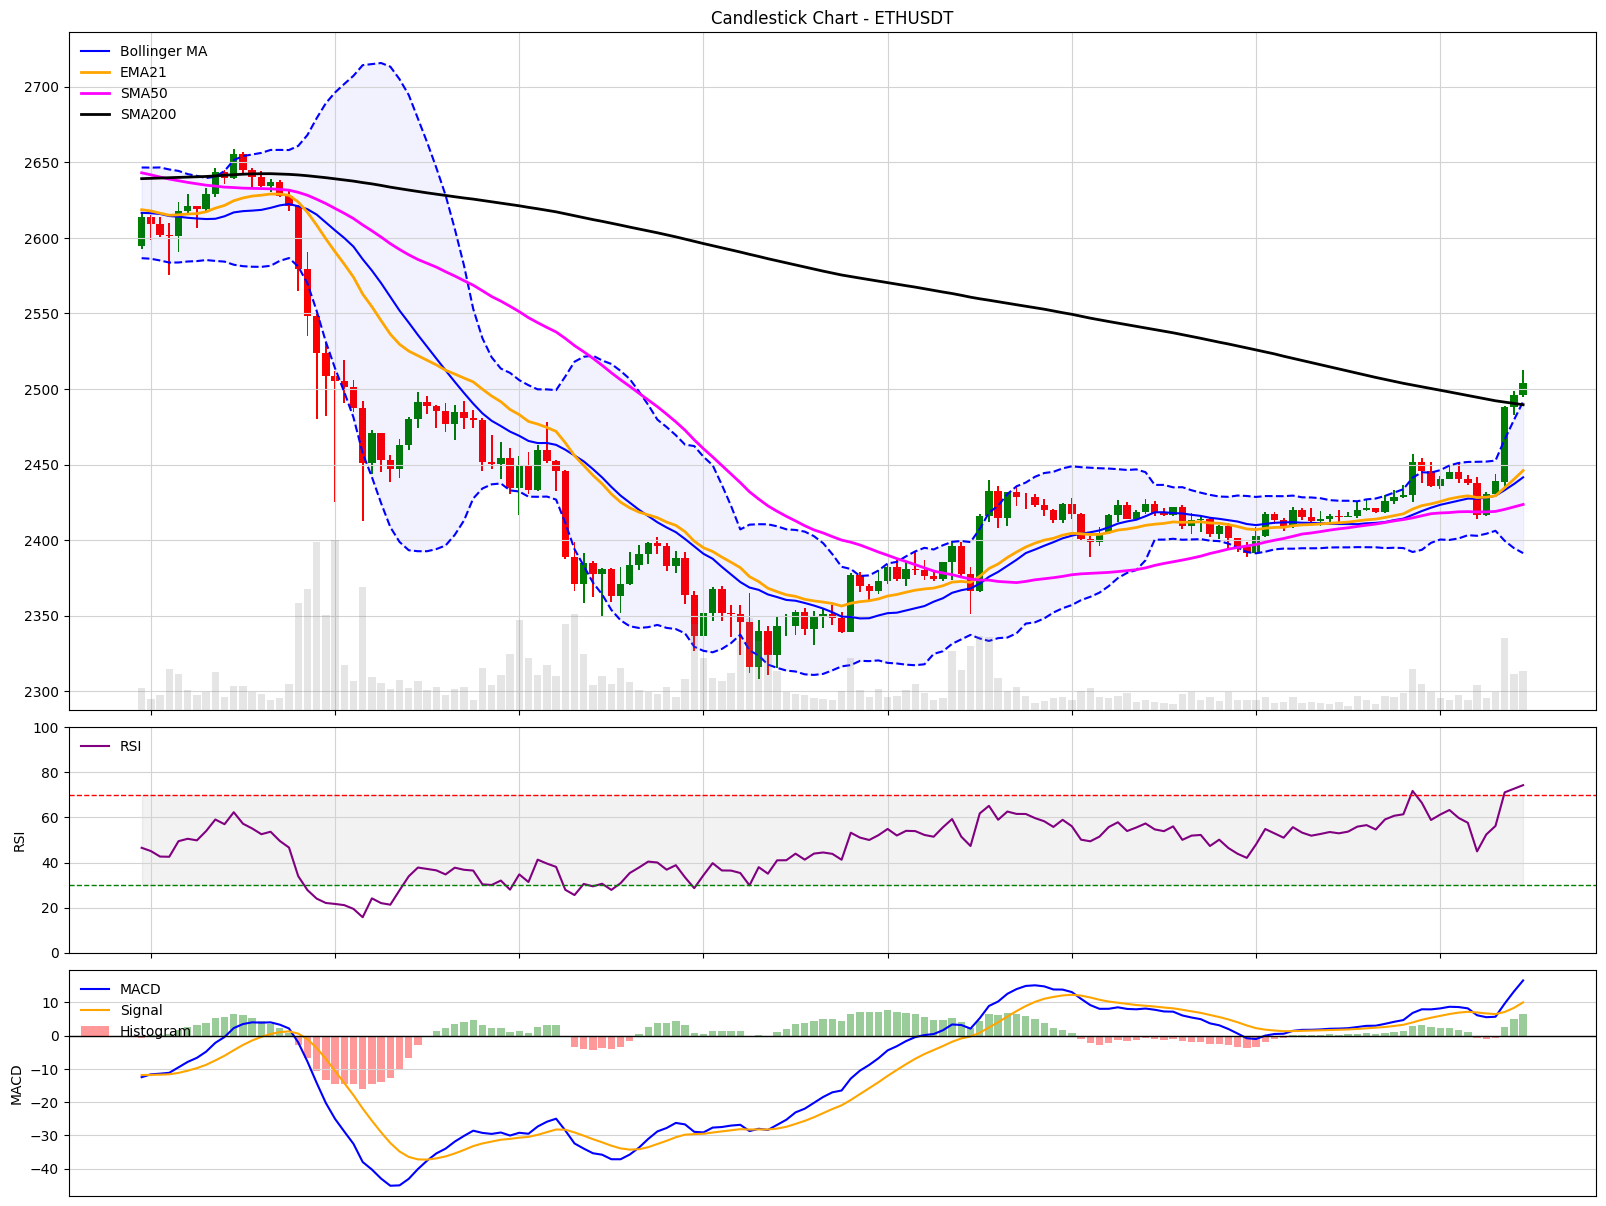 Candlestick Chart - ETHUSDT
Bollinger MA
EMA21
SMA50
SMA200
2700
2650
2600
2550
2500
2450
2400
2350
2300
RSI
100
80
60
40
20
0
RSI
MACD
Signal
Histogram
10
0
−10
−20
−30
−40
MACD